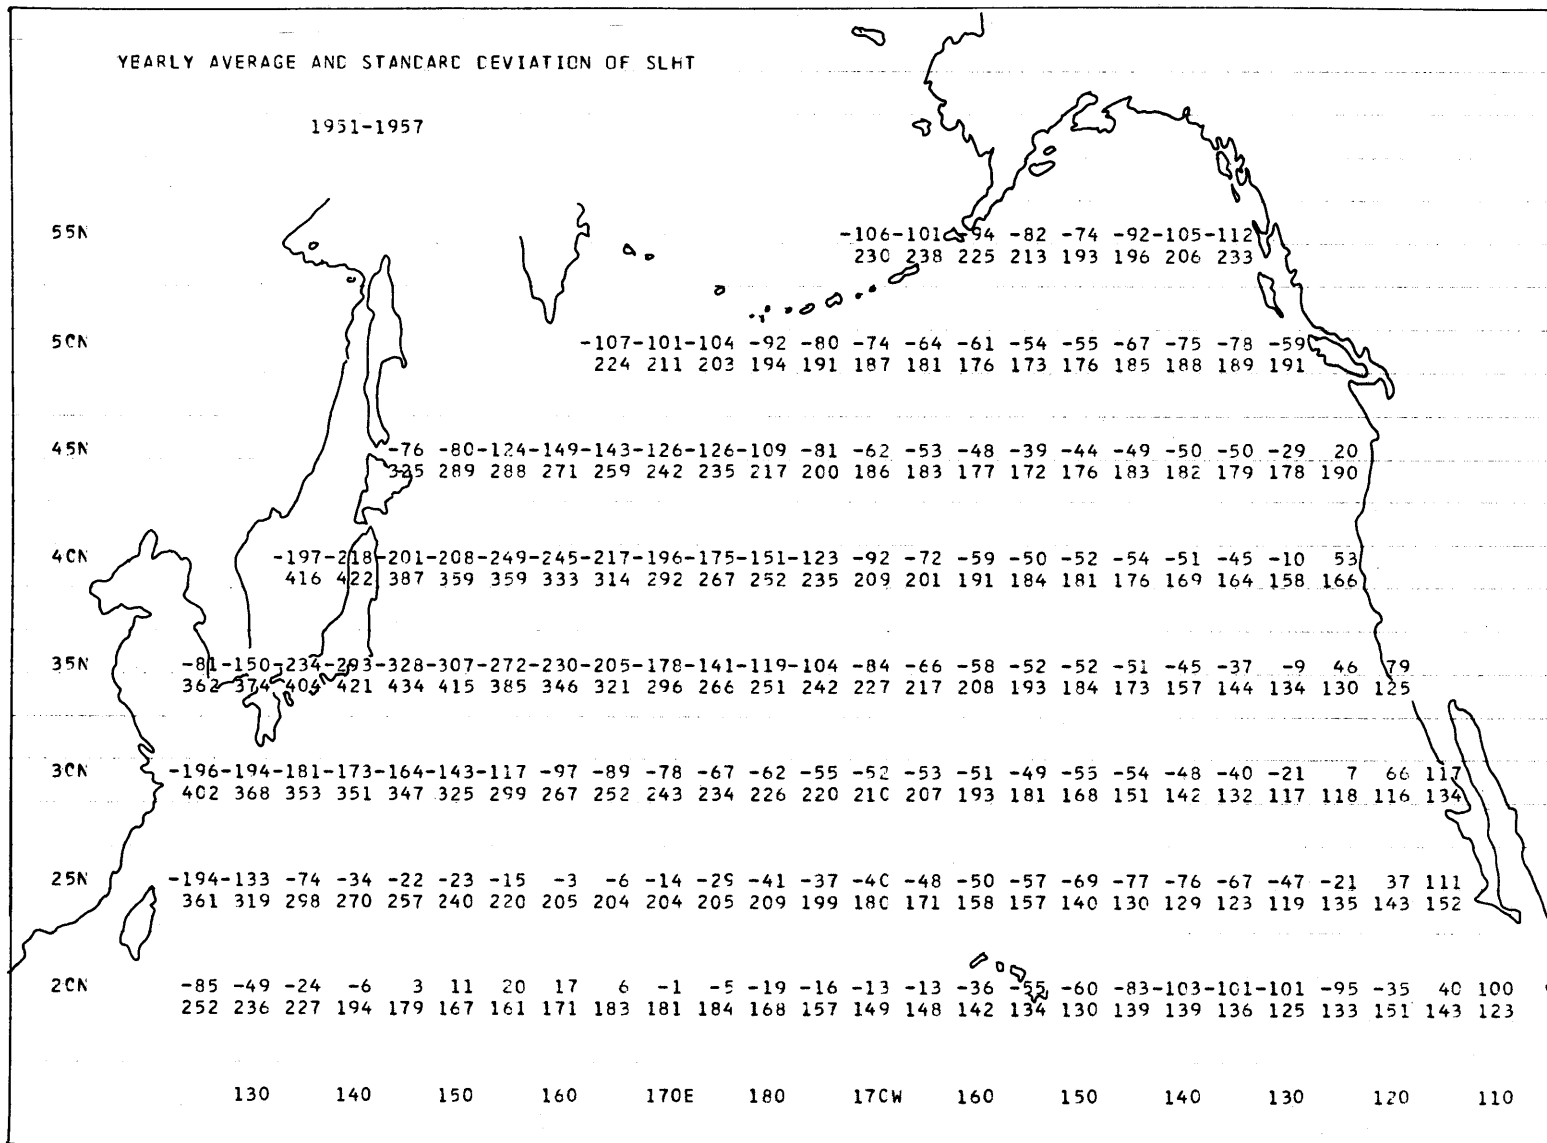 YEARLY AVERAGE AND STANDARD DEVIATION OF SLHT
1951-1957
55N -106-101 -94 -82 -74 -92-105-112
230 238 225 213 193 196 206 233
50N -107-101-104 -92 -80 -74 -64 -61 -54 -55 -67 -75 -78 -59
224 211 203 194 191 187 181 176 173 176 185 188 189 191
45N -76 -80-124-149-143-126-126-109 -81 -62 -53 -48 -39 -44 -49 -50 -50 -29 20
325 289 288 271 259 242 235 217 200 186 183 177 172 176 183 182 179 178 190
40N -197-218-201-208-249-245-217-196-175-151-123 -92 -72 -59 -50 -52 -54 -51 -45 -10 53
416 422 387 359 359 333 314 292 267 252 235 209 201 191 184 181 176 169 164 158 166
35N -81-150-234-293-328-307-272-230-205-178-141-119-104 -84 -66 -58 -52 -52 -51 -45 -37 -9 46 79
362 374 404 421 434 415 385 346 321 296 266 251 242 227 217 208 193 184 173 157 144 134 130 125
30N -196-194-181-173-164-143-117 -97 -89 -78 -67 -62 -55 -52 -53 -51 -49 -55 -54 -48 -40 -21 7 66 117
402 368 353 351 347 325 299 267 252 243 234 226 220 210 207 193 181 168 151 142 132 117 118 116 134
25N -194-133 -74 -34 -22 -23 -15 -3 -6 -14 -29 -41 -37 -40 -48 -50 -57 -69 -77 -76 -67 -47 -21 37 111
361 319 298 270 257 240 220 205 204 204 205 209 199 180 171 158 157 140 130 129 123 119 135 143 152
20N -85 -49 -24 -6 3 11 20 17 6 -1 -5 -19 -16 -13 -13 -36 -55 -60 -83-103-101-101 -95 -35 40 100
252 236 227 194 179 167 161 171 183 181 184 168 157 149 148 142 134 130 139 139 136 125 133 151 143 123
130 140 150 160 170E 180 170W 160 150 140 130 120 110